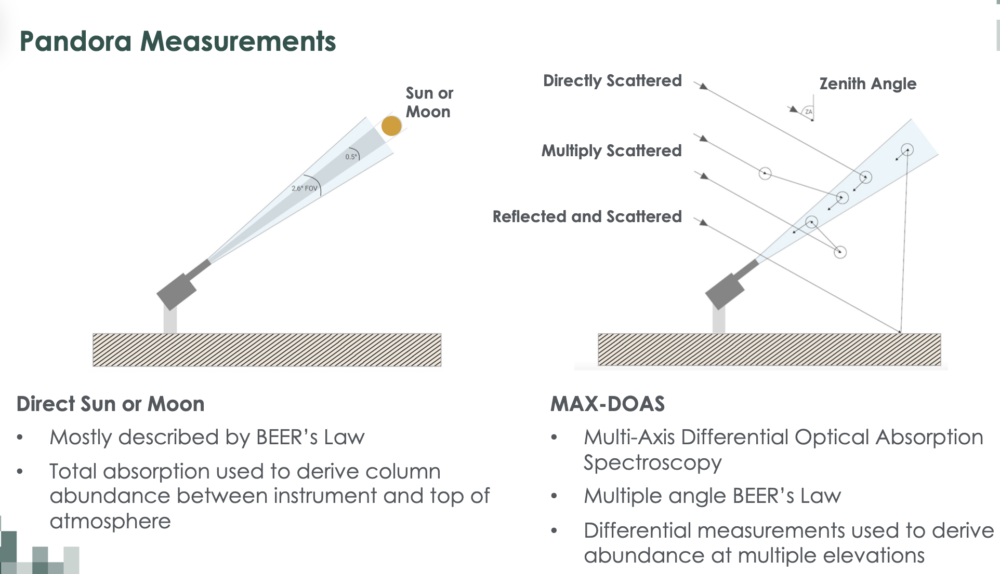 Pandora Measurements
Sun or
Moon
0.5°
2.6° FOV
Directly Scattered
Zenith Angle
ZA
Multiply Scattered
Reflected and Scattered
Direct Sun or Moon
• Mostly described by BEER’s Law
• Total absorption used to derive column
abundance between instrument and top of
atmosphere
MAX-DOAS
• Multi-Axis Differential Optical Absorption
Spectroscopy
• Multiple angle BEER’s Law
• Differential measurements used to derive
abundance at multiple elevations